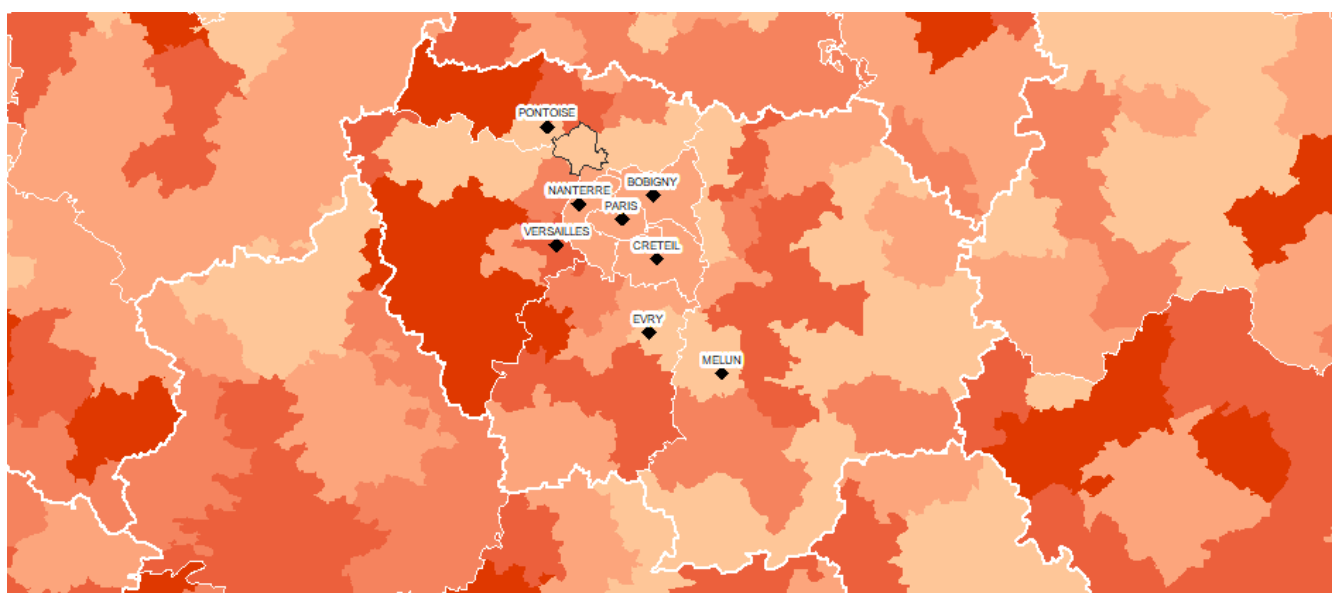 PONTOISE
NANTERRE
BOBIGNY
PARIS
VERSAILLES
CRETEIL
EVRY
MELUN